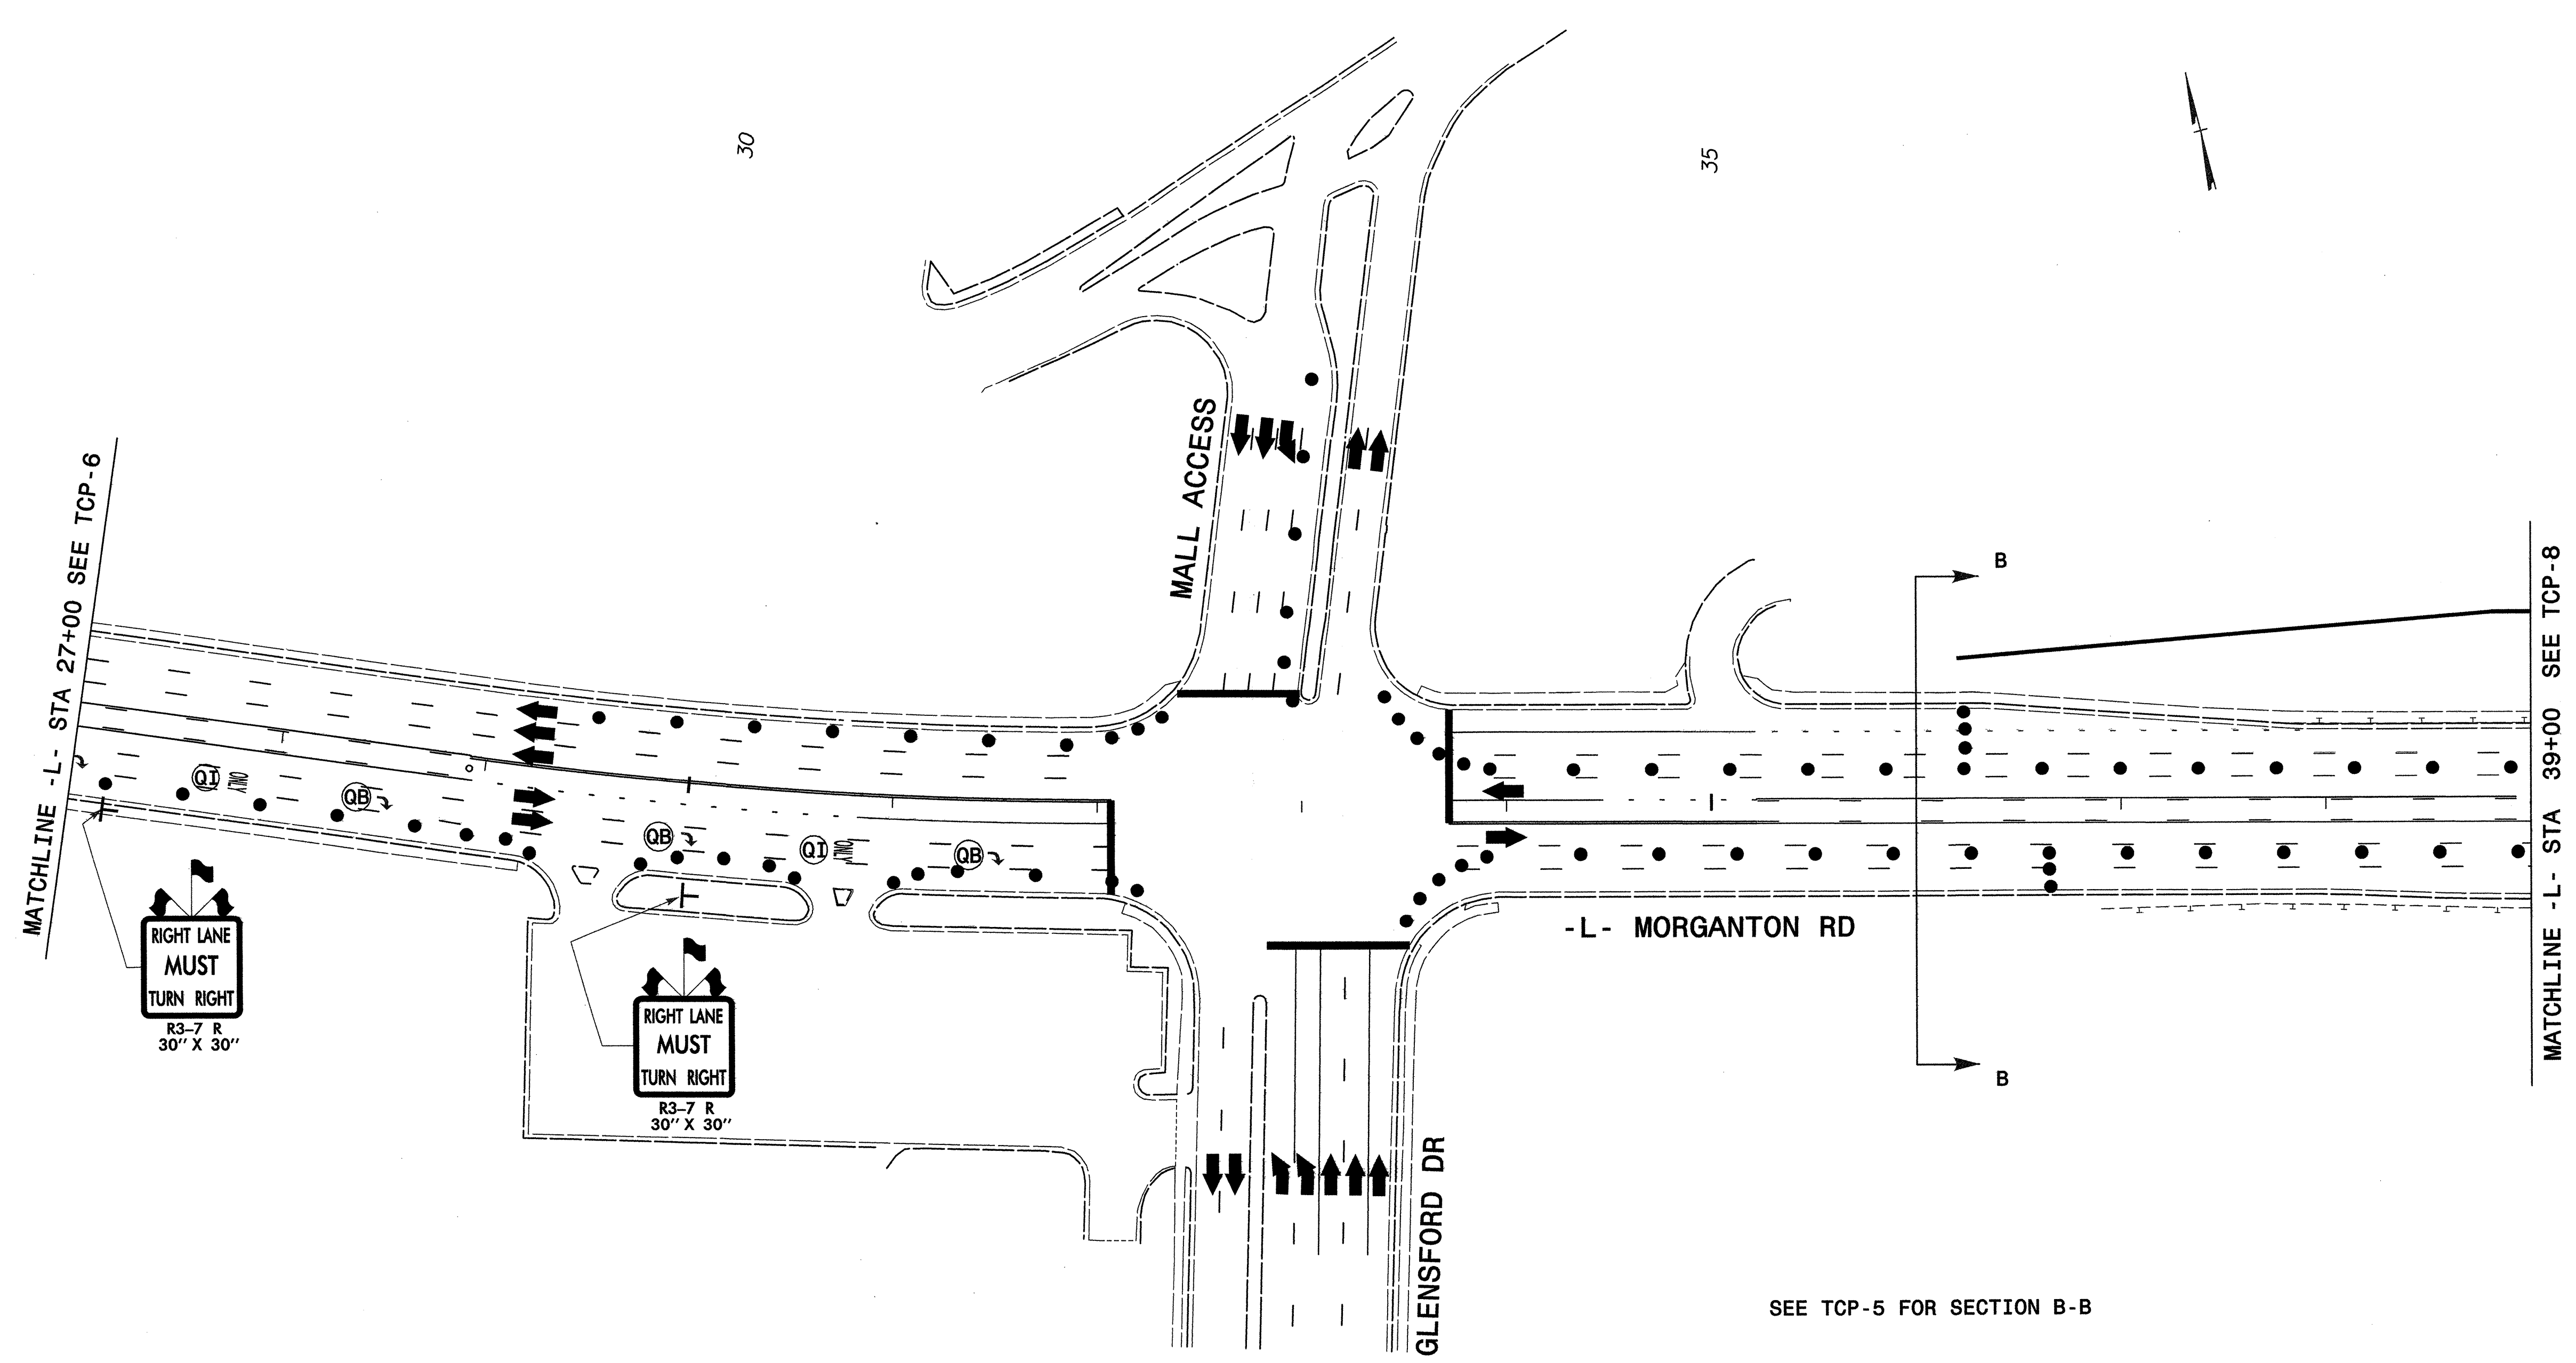 30
35
MALL ACCESS
MATCHLINE -L- STA 27+00 SEE TCP-6
B
MATCHLINE -L- STA 39+00 SEE TCP-8
QI
ONLY
QB
QB
QI
ONLY
QB
RIGHT LANE
MUST
TURN RIGHT
R3-7 R
30" X 30"
RIGHT LANE
MUST
TURN RIGHT
R3-7 R
30" X 30"
-L- MORGANTON RD
B
GLENSFORD DR
SEE TCP-5 FOR SECTION B-B